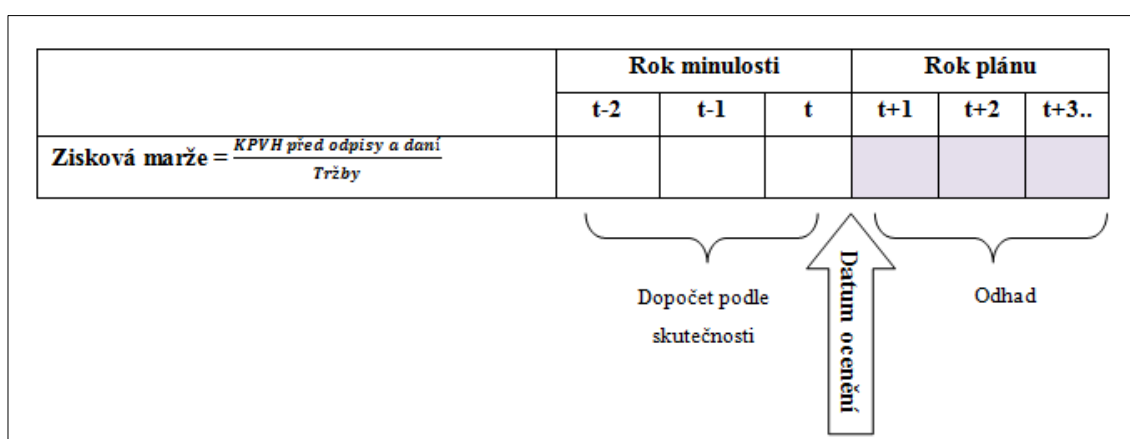 Rok minulosti Rok plánu
t-2 t-1 t t+1 t+2 t+3..
Zisková marže = KPVH před odpisy a daní
Tržby
Datum ocenění
Dopočet podle
skutečnosti
Odhad